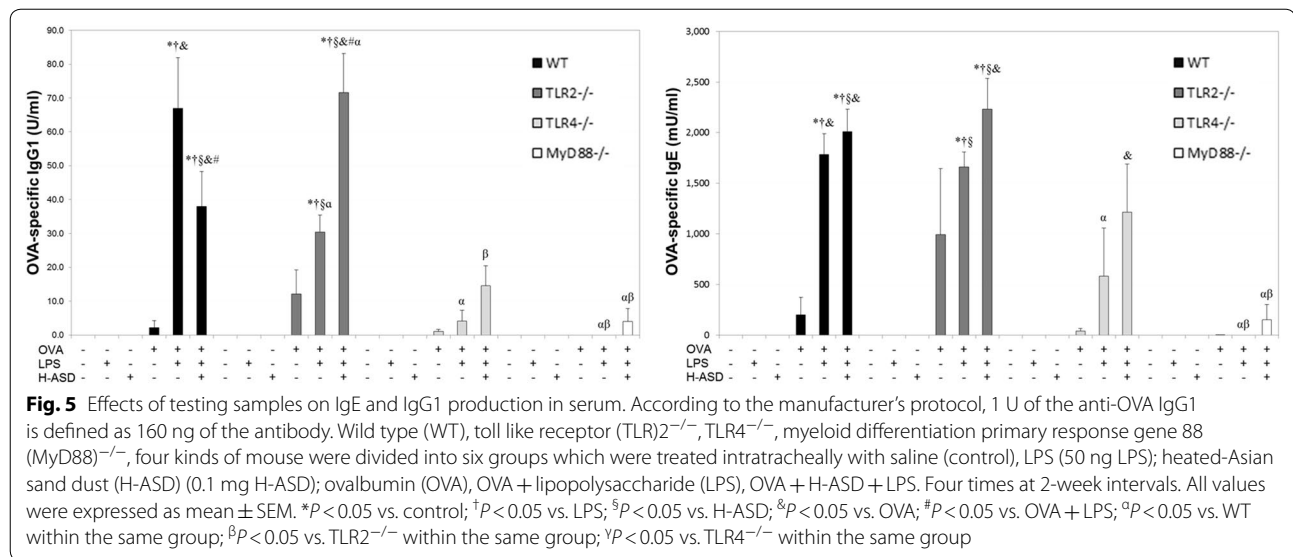 90.0
80.0
70.0
60.0
50.0
40.0
30.0
20.0
10.0
0.0
OVA-specific IgG1 (U/ml)
*†&
*†§&#
*†§α
*†§&#α
α
β
αβ
αβ
WT
TLR2-/-
TLR4-/-
MyD88-/-
OVA - - - + + + - - - + + + - - - + + + - - - + + +
LPS - + - - + + - + - - + + - + - - + + - + - - + +
H-ASD - - + - - + - - + - - + - - + - - + - - + - - +
3,000
2,500
2,000
1,500
1,000
500
0
OVA-specific IgE (mU/ml)
*†&
*†§&
*†§
*†§&
α
&
αβ
αβ
WT
TLR2-/-
TLR4-/-
MyD88-/-
OVA - - - + + + - - - + + + - - - + + + - - - + + +
LPS - + - - + + - + - - + + - + - - + + - + - - + +
H-ASD - - + - - + - - + - - + - - + - - + - - + - - +
Fig. 5 Effects of testing samples on IgE and IgG1 production in serum. According to the manufacturer's protocol, 1 U of the anti-OVA IgG1
is defined as 160 ng of the antibody. Wild type (WT), toll like receptor (TLR)2−/−, TLR4−/−, myeloid differentiation primary response gene 88
(MyD88)−/−, four kinds of mouse were divided into six groups which were treated intratracheally with saline (control), LPS (50 ng LPS); heated-Asian
sand dust (H-ASD) (0.1 mg H-ASD); ovalbumin (OVA), OVA + lipopolysaccharide (LPS), OVA + H-ASD + LPS. Four times at 2-week intervals. All values
were expressed as mean ± SEM. *P < 0.05 vs. control; †P < 0.05 vs. LPS; §P < 0.05 vs. H-ASD; &P < 0.05 vs. OVA; #P < 0.05 vs. OVA + LPS; αP < 0.05 vs. WT
within the same group; βP < 0.05 vs. TLR2−/− within the same group; γP < 0.05 vs. TLR4−/− within the same group